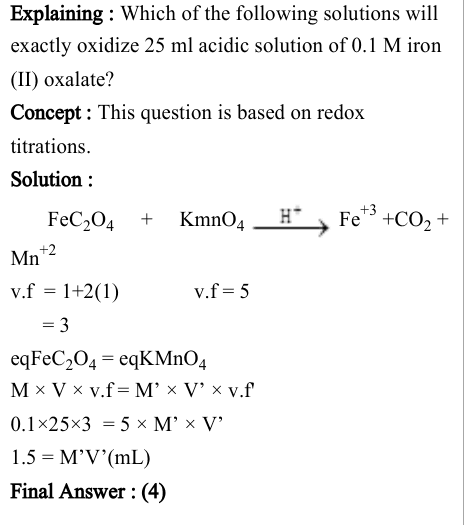 Explaining : Which of the following solutions will
exactly oxidize 25 ml acidic solution of 0.1 M iron
(II) oxalate?
Concept : This question is based on redox
titrations.
Solution :
FeC₂O₄ + KmnO₄ —H⁺→ Fe⁺³ +CO₂ +
Mn⁺²
v.f = 1+2(1) v.f = 5
= 3
eqFeC₂O₄ = eqKMnO₄
M × V × v.f = M’ × V’ × v.f'
0.1×25×3 = 5 × M’ × V’
1.5 = M’V’(mL)
Final Answer : (4)